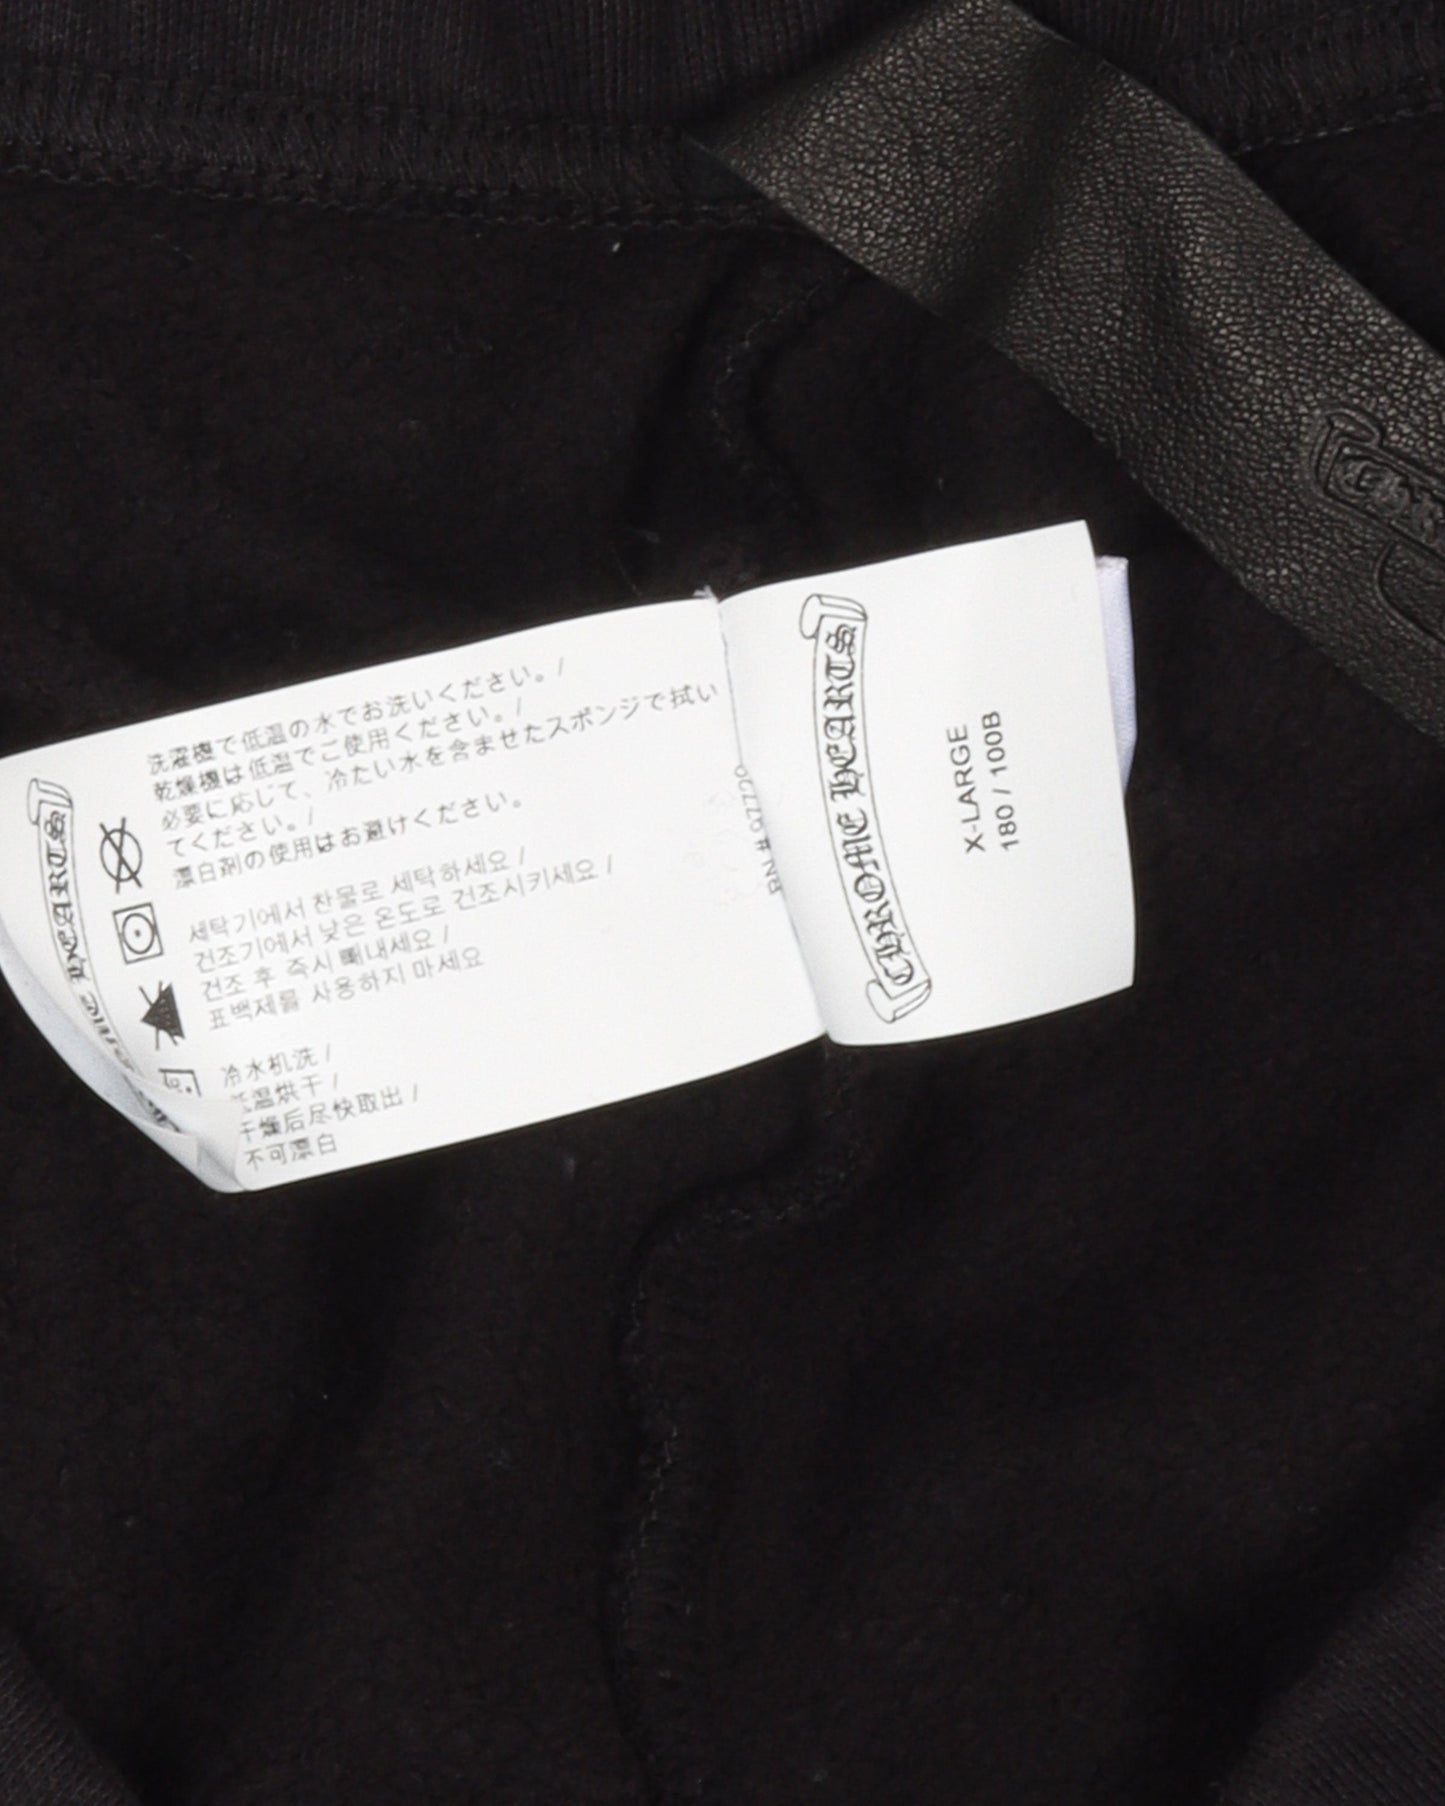 洗濯機で低温の水でお洗いください。/
乾燥機は低温でご使用ください。/
必要に応じて、冷たい水を含ませたスポンジで拭い
てください。/
漂白剤の使用はお避けください。
세탁기에서 찬물로 세탁하세요 /
건조기에서 낮은 온도로 건조시키세요 /
건조 후 즉시 빼내세요 /
표백제를 사용하지 마세요
冷水机洗 /
低温烘干 /
干燥后尽快取出 /
不可漂白
HEARTS
RN #
CHROME HEARTS
X-LARGE
180 / 100B